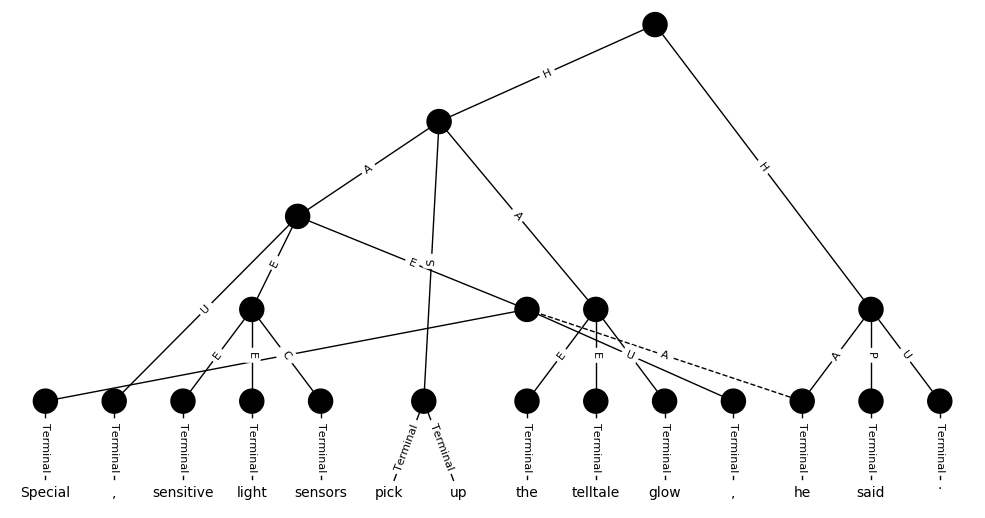 H
H
A
A
E
E
S
U
E
E
C
E
E
U
A
A
P
U
Terminal Terminal Terminal Terminal Terminal Terminal Terminal Terminal Terminal Terminal Terminal Terminal Terminal Terminal
Special , sensitive light sensors pick up the telltale glow , he said .